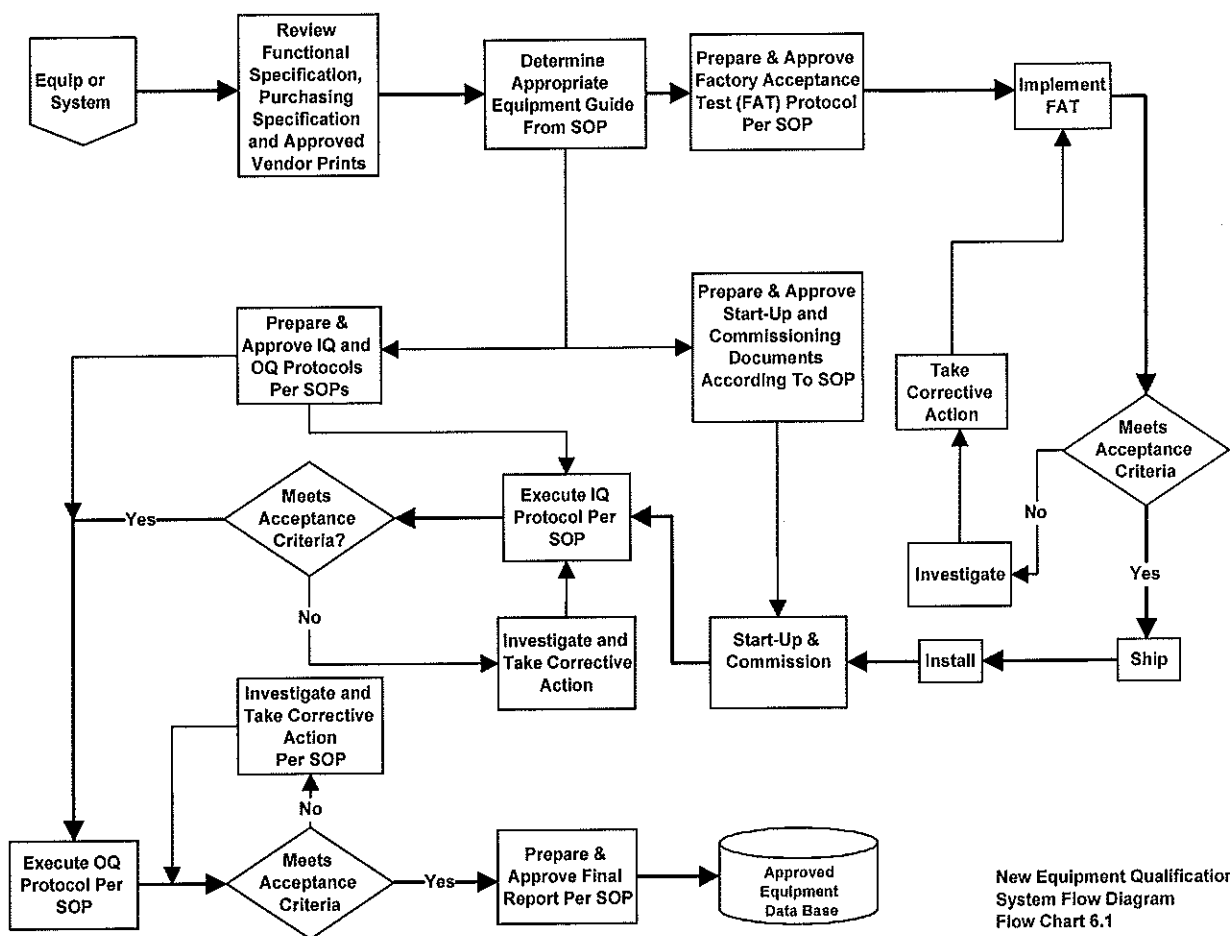 Equip or
System
Review
Functional
Specification,
Purchasing
Specification
and Approved
Vendor Prints
Determine
Appropriate
Equipment Guide
From SOP
Prepare & Approve
Factory Acceptance
Test (FAT) Protocol
Per SOP
Implement
FAT
Prepare &
Approve IQ and
OQ Protocols
Per SOPs
Prepare & Approve
Start-Up and
Commissioning
Documents
According To SOP
Take
Corrective
Action
Meets
Acceptance
Criteria
Yes
Meets
Acceptance
Criteria?
Execute IQ
Protocol Per
SOP
No
Investigate
Yes
No
Investigate and
Take Corrective
Action
Start-Up &
Commission
Install
Ship
Investigate and
Take Corrective
Action
Per SOP
No
Execute OQ
Protocol Per
SOP
Meets
Acceptance
Criteria
Yes
Prepare &
Approve Final
Report Per SOP
Approved
Equipment
Data Base
New Equipment Qualification
System Flow Diagram
Flow Chart 6.1